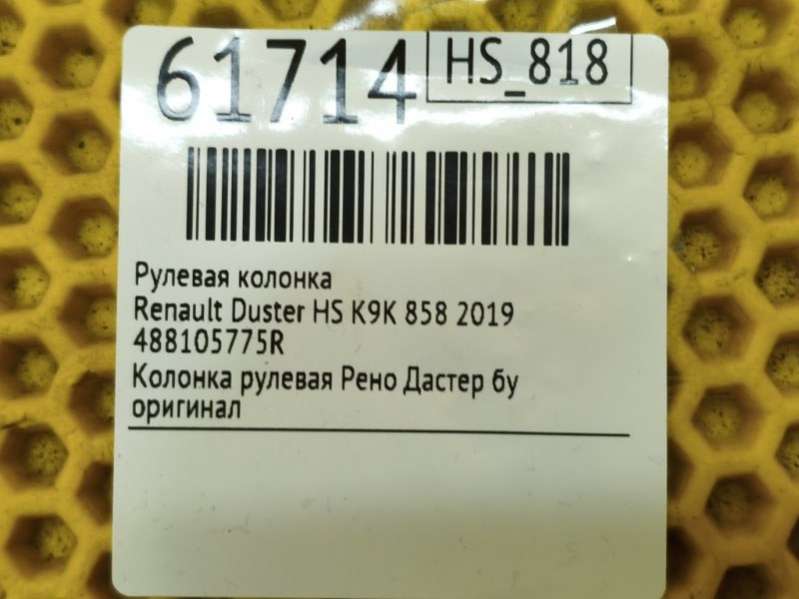 61714 HS_818
Рулевая колонка
Renault Duster HS K9K 858 2019
488105775R
Колонка рулевая Рено Дастер бу
оригинал